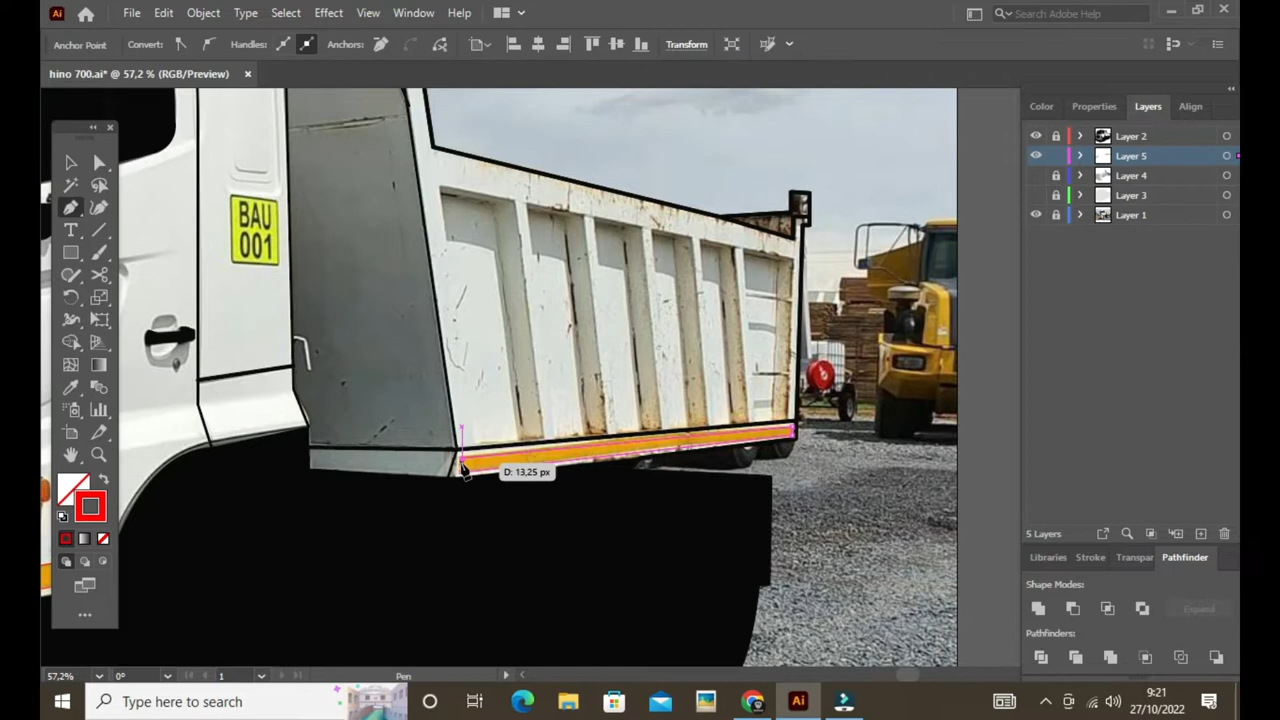 Ai
File Edit Object Type Select Effect View Window Help
Search Adobe Help
Anchor Point
Convert:
Handles:
Anchors:
Transform
hino 700.ai* @ 57,2 % (RGB/Preview)
Color
Properties
Layers
Align
Layer 2
Layer 5
Layer 4
Layer 3
Layer 1
BAU
001
D: 13,25 px
5 Layers
Libraries
Stroke
Transpar
Pathfinder
Shape Modes:
Expand
Pathfinders:
57,2%
0°
1
Pen
Type here to search
Ai
9:21
27/10/2022